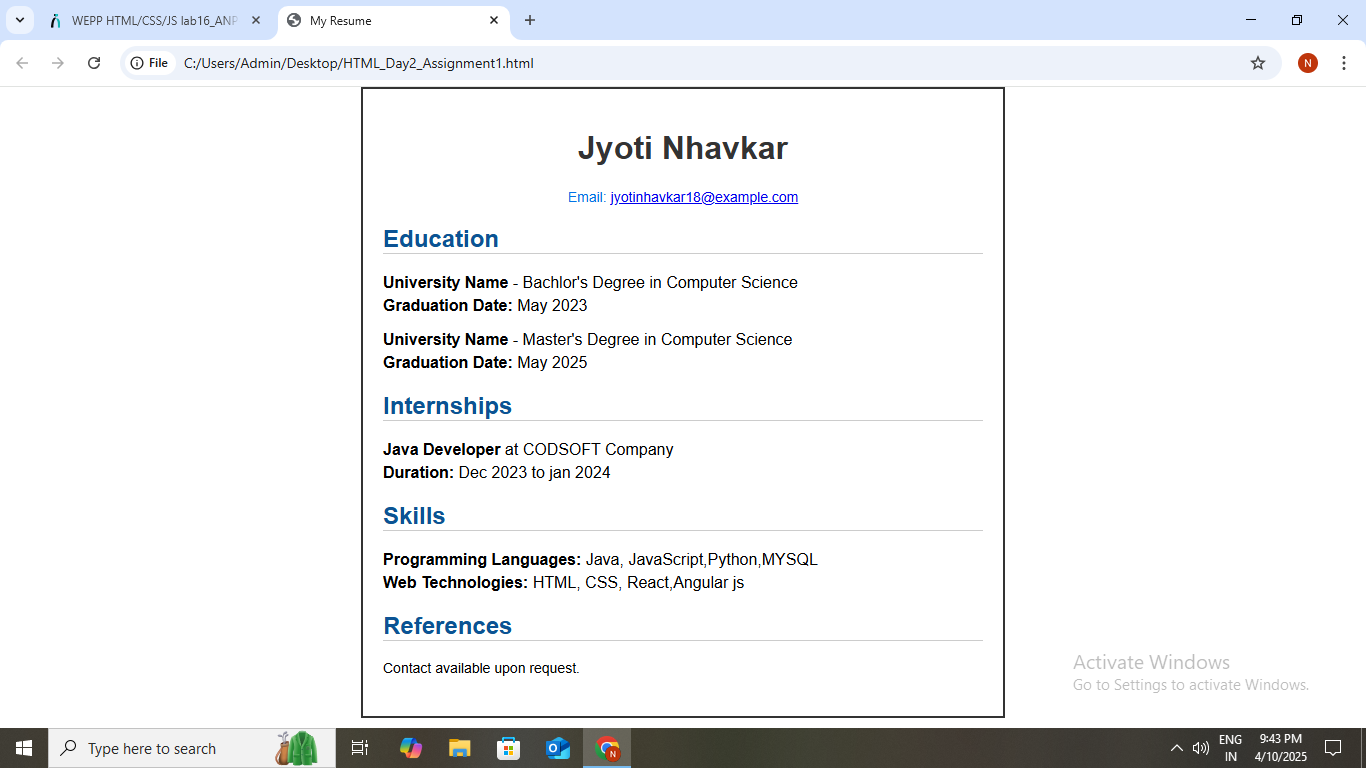 WEPP HTML/CSS/JS lab16_ANP
My Resume
File
C:/Users/Admin/Desktop/HTML_Day2_Assignment1.html
N
Jyoti Nhavkar
Email: jyotinhavkar18@example.com
Education
University Name - Bachlor's Degree in Computer Science
Graduation Date: May 2023
University Name - Master's Degree in Computer Science
Graduation Date: May 2025
Internships
Java Developer at CODSOFT Company
Duration: Dec 2023 to jan 2024
Skills
Programming Languages: Java, JavaScript,Python,MYSQL
Web Technologies: HTML, CSS, React,Angular js
References
Contact available upon request.
Activate Windows
Go to Settings to activate Windows.
Type here to search
N
ENG
IN
9:43 PM
4/10/2025